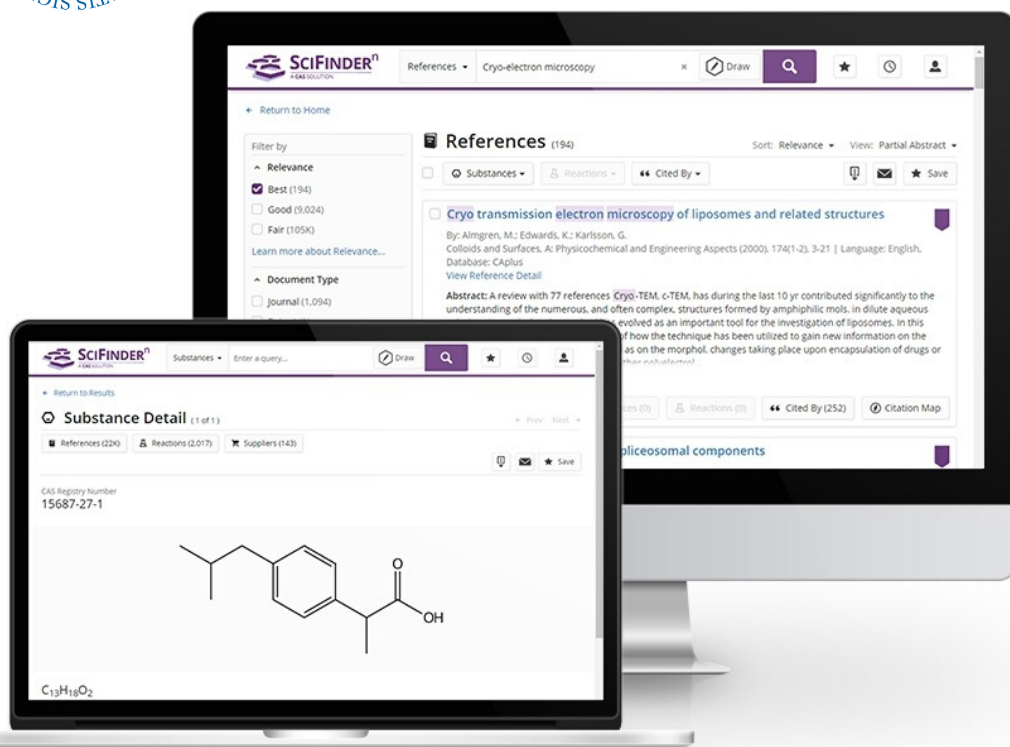 SCIFINDERⁿ
A CAS SOLUTION
References
Cryo-electron microscopy
×
Draw
Return to Home
Filter by
Relevance
Best (194)
Good (9,024)
Fair (105K)
Learn more about Relevance...
Document Type
Journal (1,094)
References (194)
Sort: Relevance View: Partial Abstract
Substances Reactions Cited By Save
Cryo transmission electron microscopy of liposomes and related structures
By: Almgren, M.; Edwards, K.; Karlsson, G.
Colloids and Surfaces, A: Physicochemical and Engineering Aspects (2000), 174(1-2), 3-21 | Language: English,
Database: CAplus
View Reference Detail
Abstract: A review with 77 references Cryo-TEM, c-TEM, has during the last 10 yr contributed significantly to the
understanding of the numerous, and often complex, structures formed by amphiphilic mols. in dilute aqueous
evolved as an important tool for the investigation of liposomes. In this
of how the technique has been utilized to gain new information on the
as on the morphol. changes taking place upon encapsulation of drugs or
(0) Reactions (0) Cited By (252) Citation Map
pliceosomal components
SCIFINDERⁿ
A CAS SOLUTION
Substances
Enter a query...
Draw
Return to Results
Substance Detail (1 of 1)
Prev Next
References (22K) Reactions (2,017) Suppliers (143)
Save
CAS Registry Number
15687-27-1
O
OH
C₁₃H₁₈O₂